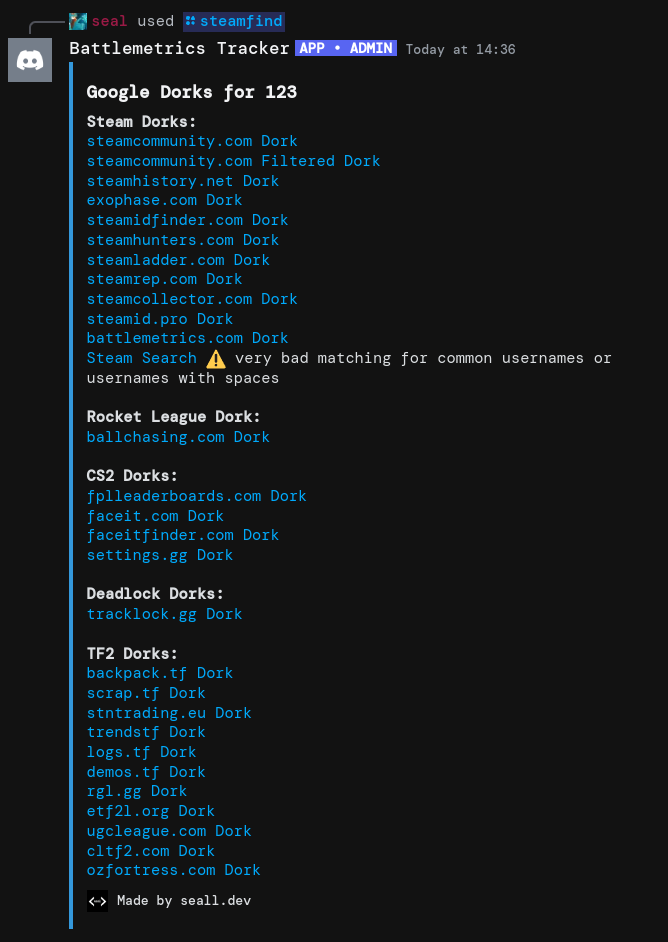 seal used steamfind
Battlemetrics Tracker APP • ADMIN Today at 14:36
Google Dorks for 123
Steam Dorks:
steamcommunity.com Dork
steamcommunity.com Filtered Dork
steamhistory.net Dork
exophase.com Dork
steamidfinder.com Dork
steamhunters.com Dork
steamladder.com Dork
steamrep.com Dork
steamcollector.com Dork
steamid.pro Dork
battlemetrics.com Dork
Steam Search ⚠️ very bad matching for common usernames or
usernames with spaces
Rocket League Dork:
ballchasing.com Dork
CS2 Dorks:
fplleaderboards.com Dork
faceit.com Dork
faceitfinder.com Dork
settings.gg Dork
Deadlock Dorks:
tracklock.gg Dork
TF2 Dorks:
backpack.tf Dork
scrap.tf Dork
stntrading.eu Dork
trendstf Dork
logs.tf Dork
demos.tf Dork
rgl.gg Dork
etf2l.org Dork
ugcleague.com Dork
cltf2.com Dork
ozfortress.com Dork
Made by seall.dev